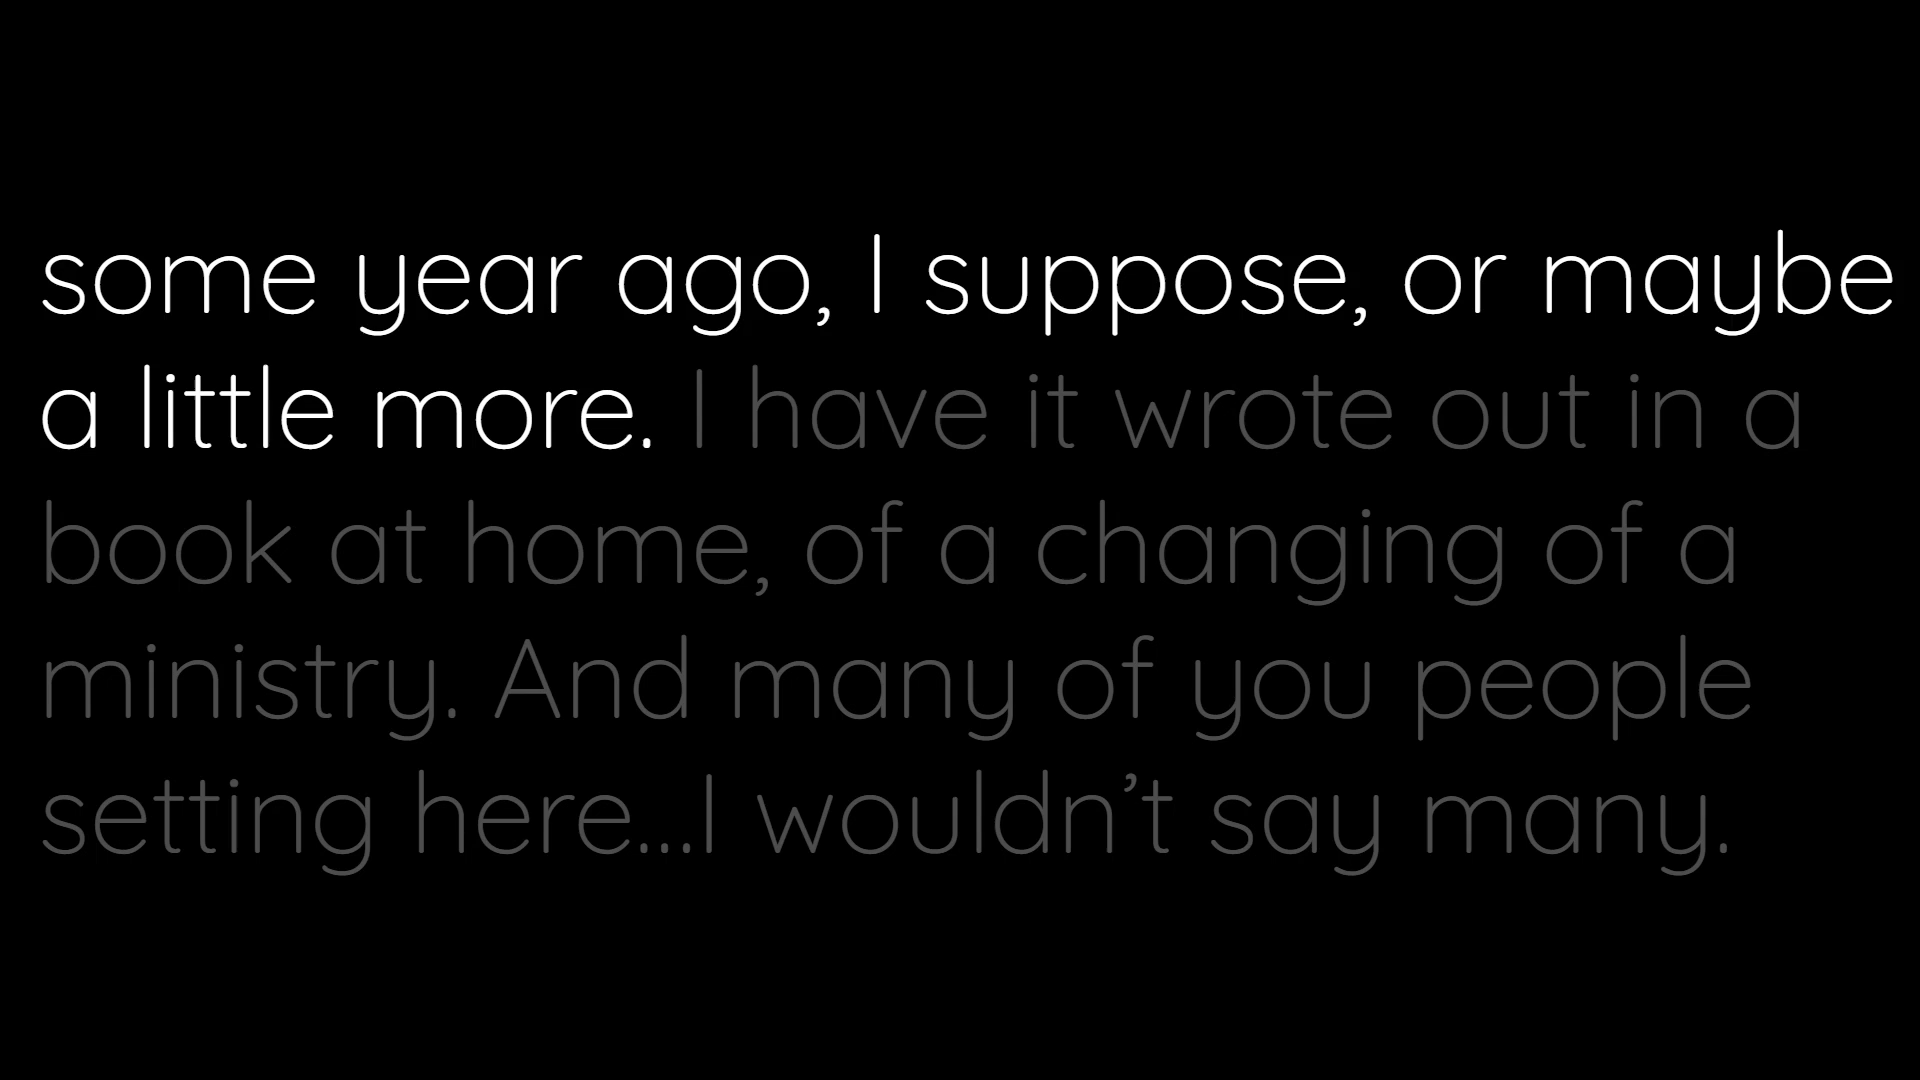 some year ago, I suppose, or maybe
a little more. I have it wrote out in a
book at home, of a changing of a
ministry. And many of you people
setting here...I wouldn’t say many.